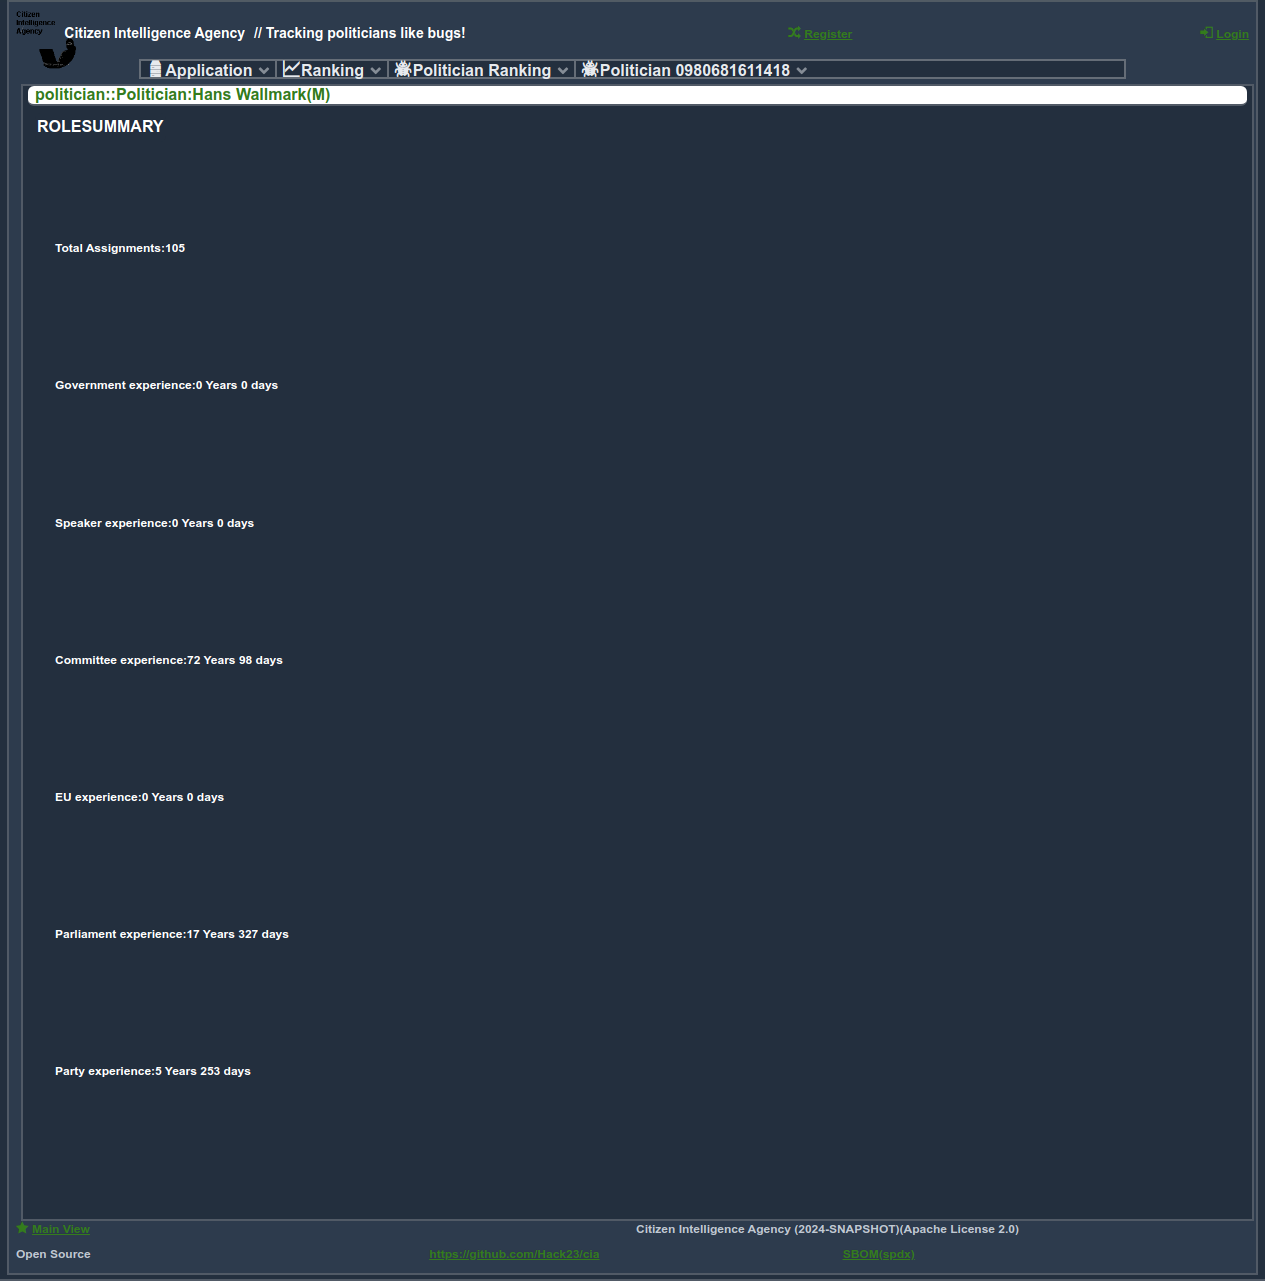 Citizen
Intelligence
Agency
Citizen Intelligence Agency // Tracking politicians like bugs!
Register
Login
Application
Ranking
Politician Ranking
Politician 0980681611418
politician::Politician:Hans Wallmark(M)
ROLESUMMARY
Total Assignments:105
Government experience:0 Years 0 days
Speaker experience:0 Years 0 days
Committee experience:72 Years 98 days
EU experience:0 Years 0 days
Parliament experience:17 Years 327 days
Party experience:5 Years 253 days
Main View
Citizen Intelligence Agency (2024-SNAPSHOT)(Apache License 2.0)
Open Source
https://github.com/Hack23/cia
SBOM(spdx)